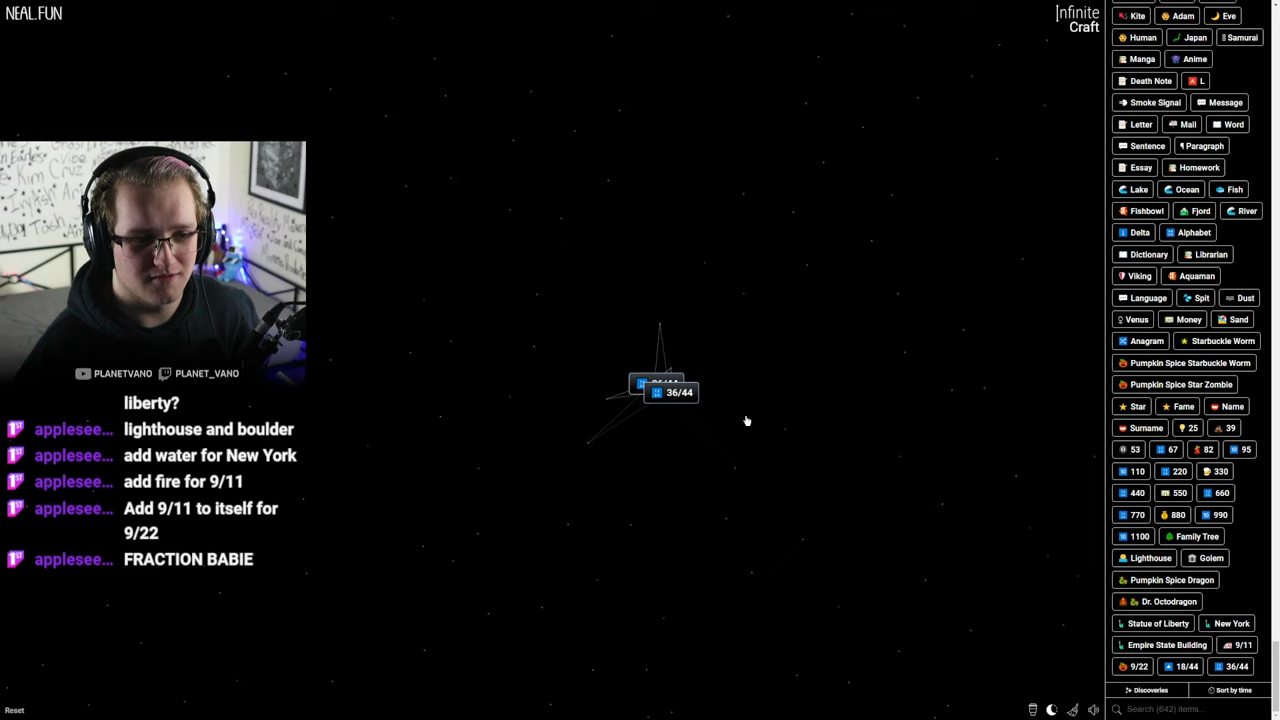 NEAL.FUN
Infinite
Craft
Kite Adam Eve
Human Japan Samurai
Manga Anime
Death Note L
Smoke Signal Message
Letter Mail Word
Sentence Paragraph
Essay Homework
Lake Ocean Fish
Fishbowl Fjord River
Delta Alphabet
Dictionary Librarian
Viking Aquaman
Language Spit Dust
Venus Money Sand
Anagram Starbuckle Worm
Pumpkin Spice Starbuckle Worm
Pumpkin Spice Star Zombie
Star Fame Name
Surname 25 39
53 67 82 95
110 220 330
440 550 660
770 880 990
1100 Family Tree
Lighthouse Golem
Pumpkin Spice Dragon
Dr. Octodragon
Statue of Liberty New York
Empire State Building 9/11
9/22 18/44 36/44
Discoveries Sort by time
Search (642) items...
36/44
PLANETVANO PLANET_VANO
liberty?
applesee... lighthouse and boulder
applesee... add water for New York
applesee... add fire for 9/11
applesee... Add 9/11 to itself for
9/22
applesee... FRACTION BABIE
Reset